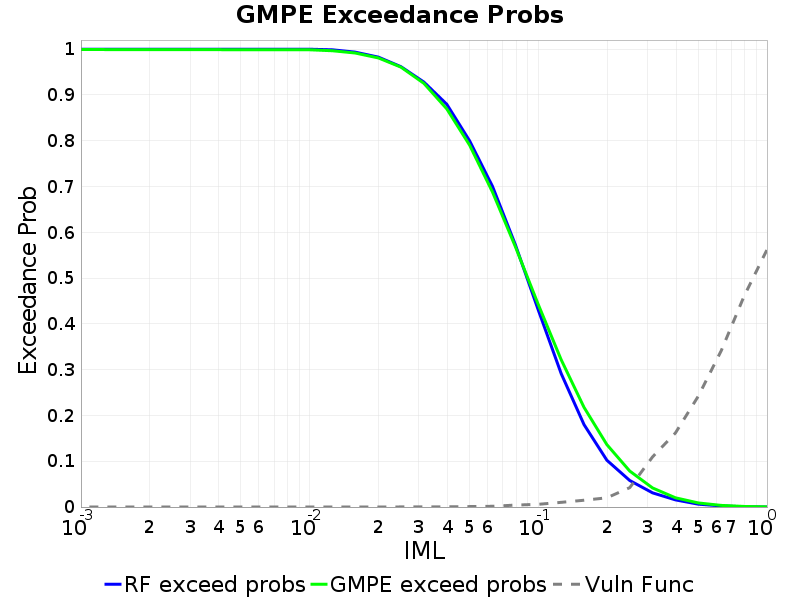 GMPE Exceedance Probs
Exceedance Prob
1
0.9
0.8
0.7
0.6
0.5
0.4
0.3
0.2
0.1
0
10-3 2 3 4 5 6 10-2 2 3 4 5 6 10-1 2 3 4 5 6 7 100
IML
RF exceed probs GMPE exceed probs Vuln Func